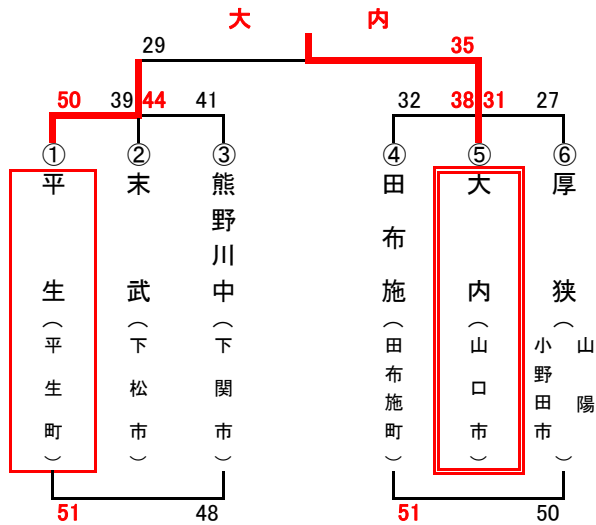 大 内
29 35
50 39 44 41 32 38 31 27
① ② ③ ④ ⑤ ⑥
平生（平生町）
末武（下松市）
熊野川中（下関市）
田布施（田布施町）
大内（山口市）
厚狭（山陽小野田市）
51 48 51 50